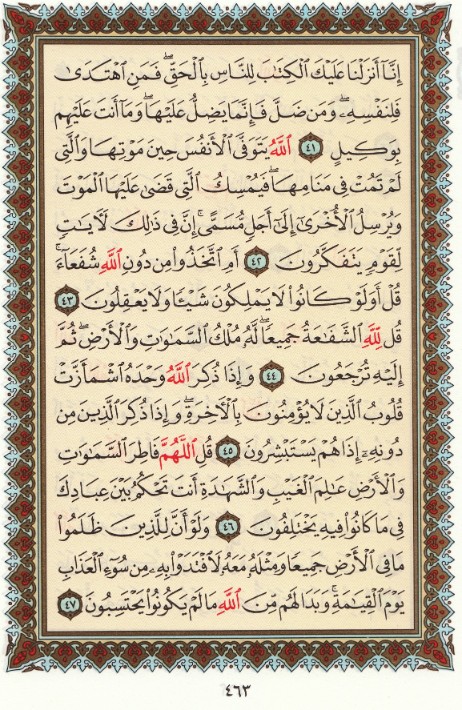 إِنَّآ أَنزَلْنَا عَلَيْكَ ٱلْكِتَٰبَ لِلنَّاسِ بِٱلْحَقِّ ۖ فَمَنِ ٱهْتَدَىٰ
فَلِنَفْسِهِۦ ۖ وَمَن ضَلَّ فَإِنَّمَا يَضِلُّ عَلَيْهَا ۖ وَمَآ أَنتَ عَلَيْهِم
بِوَكِيلٍ ٤١ ٱللَّهُ يَتَوَفَّى ٱلْأَنفُسَ حِينَ مَوْتِهَا وَٱلَّتِى
لَمْ تَمُتْ فِى مَنَامِهَا ۖ فَيُمْسِكُ ٱلَّتِى قَضَىٰ عَلَيْهَا ٱلْمَوْتَ
وَيُرْسِلُ ٱلْأُخْرَىٰٓ إِلَىٰٓ أَجَلٍ مُّسَمًّى ۚ إِنَّ فِى ذَٰلِكَ لَءَايَٰتٍ
لِّقَوْمٍ يَتَفَكَّرُونَ ٤٢ أَمِ ٱتَّخَذُوا۟ مِن دُونِ ٱللَّهِ شُفَعَآءَ ۚ
قُلْ أَوَلَوْ كَانُوا۟ لَا يَمْلِكُونَ شَيْـًٔا وَلَا يَعْقِلُونَ ٤٣
قُل لِّلَّهِ ٱلشَّفَٰعَةُ جَمِيعًا ۖ لَّهُۥ مُلْكُ ٱلسَّمَٰوَٰتِ وَٱلْأَرْضِ ۖ ثُمَّ
إِلَيْهِ تُرْجَعُونَ ٤٤ وَإِذَا ذُكِرَ ٱللَّهُ وَحْدَهُ ٱشْمَأَزَّتْ
قُلُوبُ ٱلَّذِينَ لَا يُؤْمِنُونَ بِٱلْءَاخِرَةِ ۖ وَإِذَا ذُكِرَ ٱلَّذِينَ مِن
دُونِهِۦٓ إِذَا هُمْ يَسْتَبْشِرُونَ ٤٥ قُلِ ٱللَّهُمَّ فَاطِرَ ٱلسَّمَٰوَٰتِ
وَٱلْأَرْضِ عَٰلِمَ ٱلْغَيْبِ وَٱلشَّهَٰدَةِ أَنتَ تَحْكُمُ بَيْنَ عِبَادِكَ
فِى مَا كَانُوا۟ فِيهِ يَخْتَلِفُونَ ٤٦ وَلَوْ أَنَّ لِلَّذِينَ ظَلَمُوا۟
مَا فِى ٱلْأَرْضِ جَمِيعًا وَمِثْلَهُۥ مَعَهُۥ لَٱفْتَدَوْا۟ بِهِۦ مِن سُوٓءِ ٱلْعَذَابِ
يَوْمَ ٱلْقِيَٰمَةِ ۚ وَبَدَا لَهُم مِّنَ ٱللَّهِ مَا لَمْ يَكُونُوا۟ يَحْتَسِبُونَ ٤٧
٤٦٣